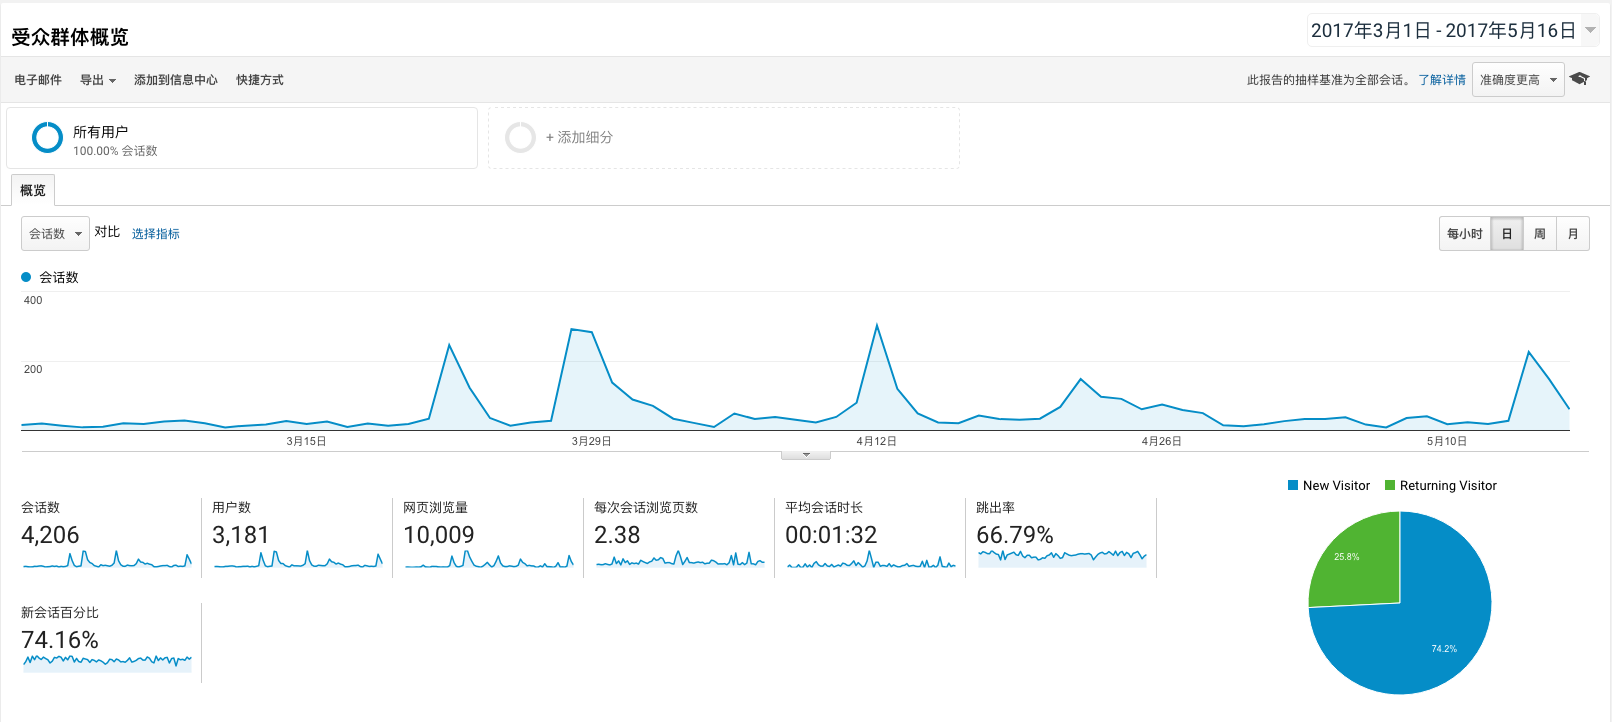 受众群体概览
2017年3月1日 - 2017年5月16日
电子邮件 导出 添加到信息中心 快捷方式
此报告的抽样基准为全部会话。 了解详情 准确度更高
所有用户
100.00% 会话数
+ 添加细分
概览
会话数 对比 选择指标
每小时 日 周 月
会话数
400
200
3月15日 3月29日 4月12日 4月26日 5月10日
会话数
4,206
用户数
3,181
网页浏览量
10,009
每次会话浏览页数
2.38
平均会话时长
00:01:32
跳出率
66.79%
新会话百分比
74.16%
New Visitor Returning Visitor
25.8%
74.2%